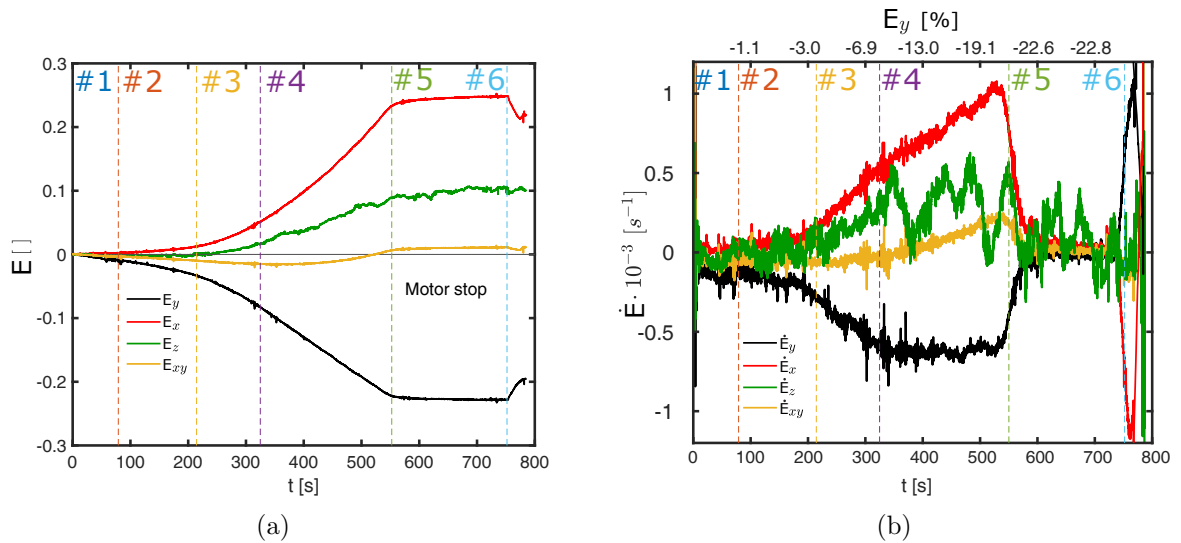 E_y [%]
-1.1 -3.0 -6.9 -13.0 -19.1 -22.6 -22.8
0.3
#1 #2 #3 #4 #5 #6
0.2
0.1
0
-0.1
-0.2
-0.3
E [ ]
Motor stop
E_y
E_x
E_z
E_xy
0 100 200 300 400 500 600 700 800
t [s]
(a)
#1 #2 #3 #4 #5 #6
1
0.5
0
-0.5
-1
Ė · 10^{-3} [s^{-1}]
Ė_y
Ė_x
Ė_z
Ė_xy
0 100 200 300 400 500 600 700 800
t [s]
(b)